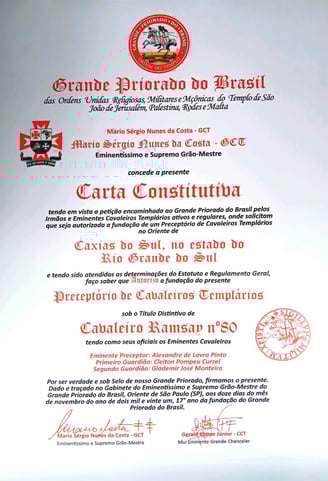 Grande Priorado do Brasil
das Ordens Unidas Religiosas, Militares e Mçônicas do Templo de São
João de Jerusalém, Palestina, Rodes e Malta
Mário Sérgio Nunes da Costa - GCT
Mario Sérgio Nunes da Costa - GCT
Eminentíssimo e Supremo Grão-Mestre
concede a presente
Carta Constitutiva
tendo em vista a petição encaminhada ao Grande Priorado do Brasil pelos
Irmãos e Eminentes Cavaleiros Templários ativos e regulares, onde solicitam
que seja autorizada a fundação de um Preceptório de Cavaleiros Templários
no Oriente de
Caxias do Sul, no estado do
Rio Grande do Sul
e tendo sido atendidas as determinações do Estatuto e Regulamento Geral,
faço saber que Autorizo a fundação do presente
Preceptório de Cavaleiros Templários
sob o Título Distintivo de
Cavaleiro Ramsay nº80
tendo como seus oficiais os Eminentes Cavaleiros
Eminente Preceptor: Alexandre de Lavra Pinto
Primeiro Guardião: Cleiton Pompeu Curzel
Segundo Guardião: Glademir José Monteiro
Por ser verdade e sob Selo de nosso Grande Priorado, firmamos o presente.
Dado e traçado no Gabinete do Eminentíssimo e Supremo Grão-Mestre do
Grande Priorado do Brasil, Oriente de São Paulo (SP), aos doze dias do mês
de novembro do ano de dois mil e vinte um, 17º ano da fundação do Grande
Priorado do Brasil.
Mario Sérgio Nunes da Costa - GCT
Eminentíssimo e Supremo Grão-Mestre
Júnior - CCT
Mui Eminente Grande Chanceler